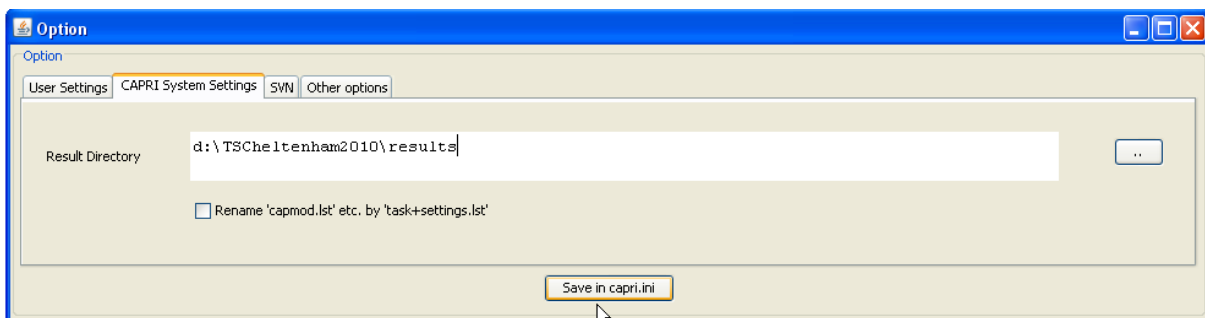 Option
Option
User Settings CAPRI System Settings SVN Other options
Result Directory d:\TSCheltenham2010\results ..
Rename 'capmod.lst' etc. by 'task+settings.lst'
Save in capri.ini